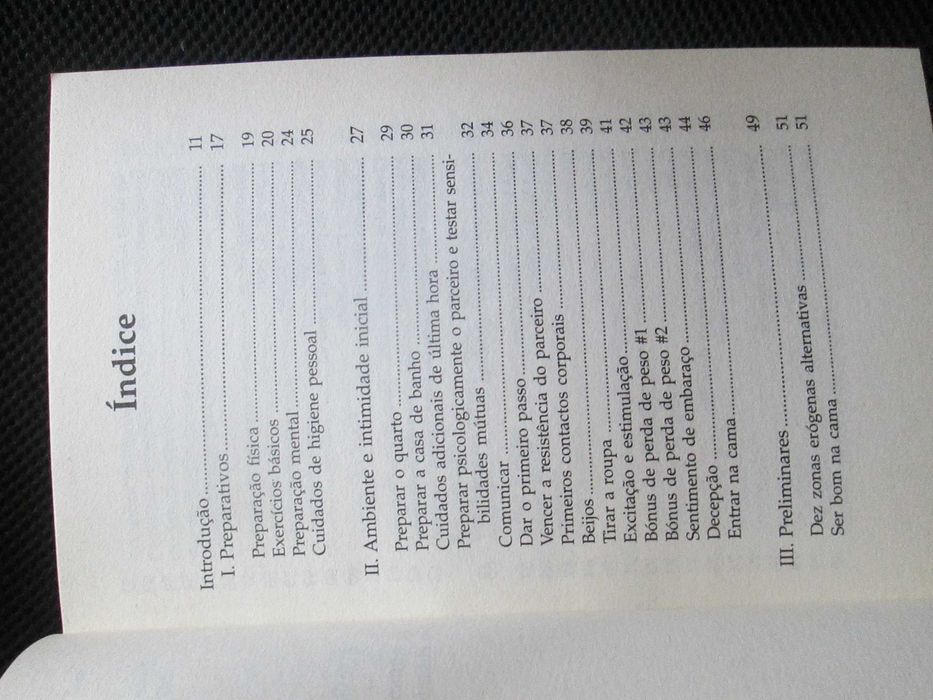 Índice
Introdução ........ 11
I. Preparativos ........ 17
Preparação física ........ 19
Exercícios básicos ........ 20
Preparação mental ........ 24
Cuidados de higiene pessoal ........ 25
II. Ambiente e intimidade inicial ........ 27
Preparar o quarto ........ 29
Preparar a casa de banho ........ 30
Cuidados adicionais de última hora ........ 31
Preparar psicologicamente o parceiro e testar sensi-
bilidades mútuas ........ 32
Comunicar ........ 34
Dar o primeiro passo ........ 36
Vencer a resistência do parceiro ........ 37
Primeiros contactos corporais ........ 37
Beijos ........ 38
Tirar a roupa ........ 39
Excitação e estimulação ........ 41
Bónus de perda de peso #1 ........ 42
Bónus de perda de peso #2 ........ 43
Sentimento de embaraço ........ 43
Decepção ........ 44
Entrar na cama ........ 46
III. Preliminares ........ 49
Dez zonas erógenas alternativas ........ 51
Ser bom na cama ........ 51